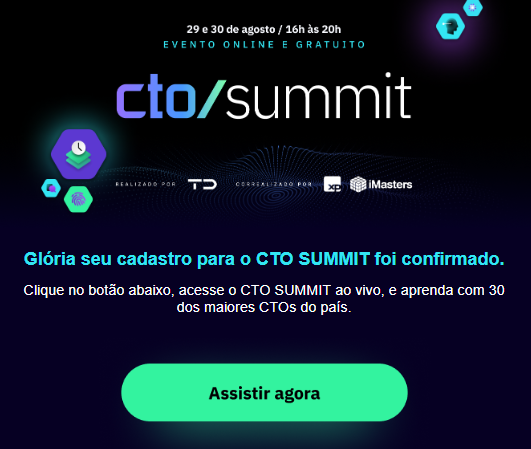 29 e 30 de agosto / 16h às 20h
EVENTO ONLINE E GRATUITO
cto/summit
REALIZADO POR TD CORREALIZADO POR xp iMasters
Glória seu cadastro para o CTO SUMMIT foi confirmado.
Clique no botão abaixo, acesse o CTO SUMMIT ao vivo, e aprenda com 30
dos maiores CTOs do país.
Assistir agora